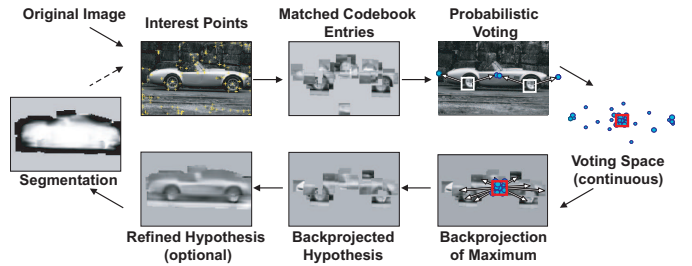 Original Image
Interest Points
Matched Codebook
Entries
Probabilistic
Voting
Voting Space
(continuous)
Segmentation
Refined Hypothesis
(optional)
Backprojected
Hypothesis
Backprojection
of Maximum